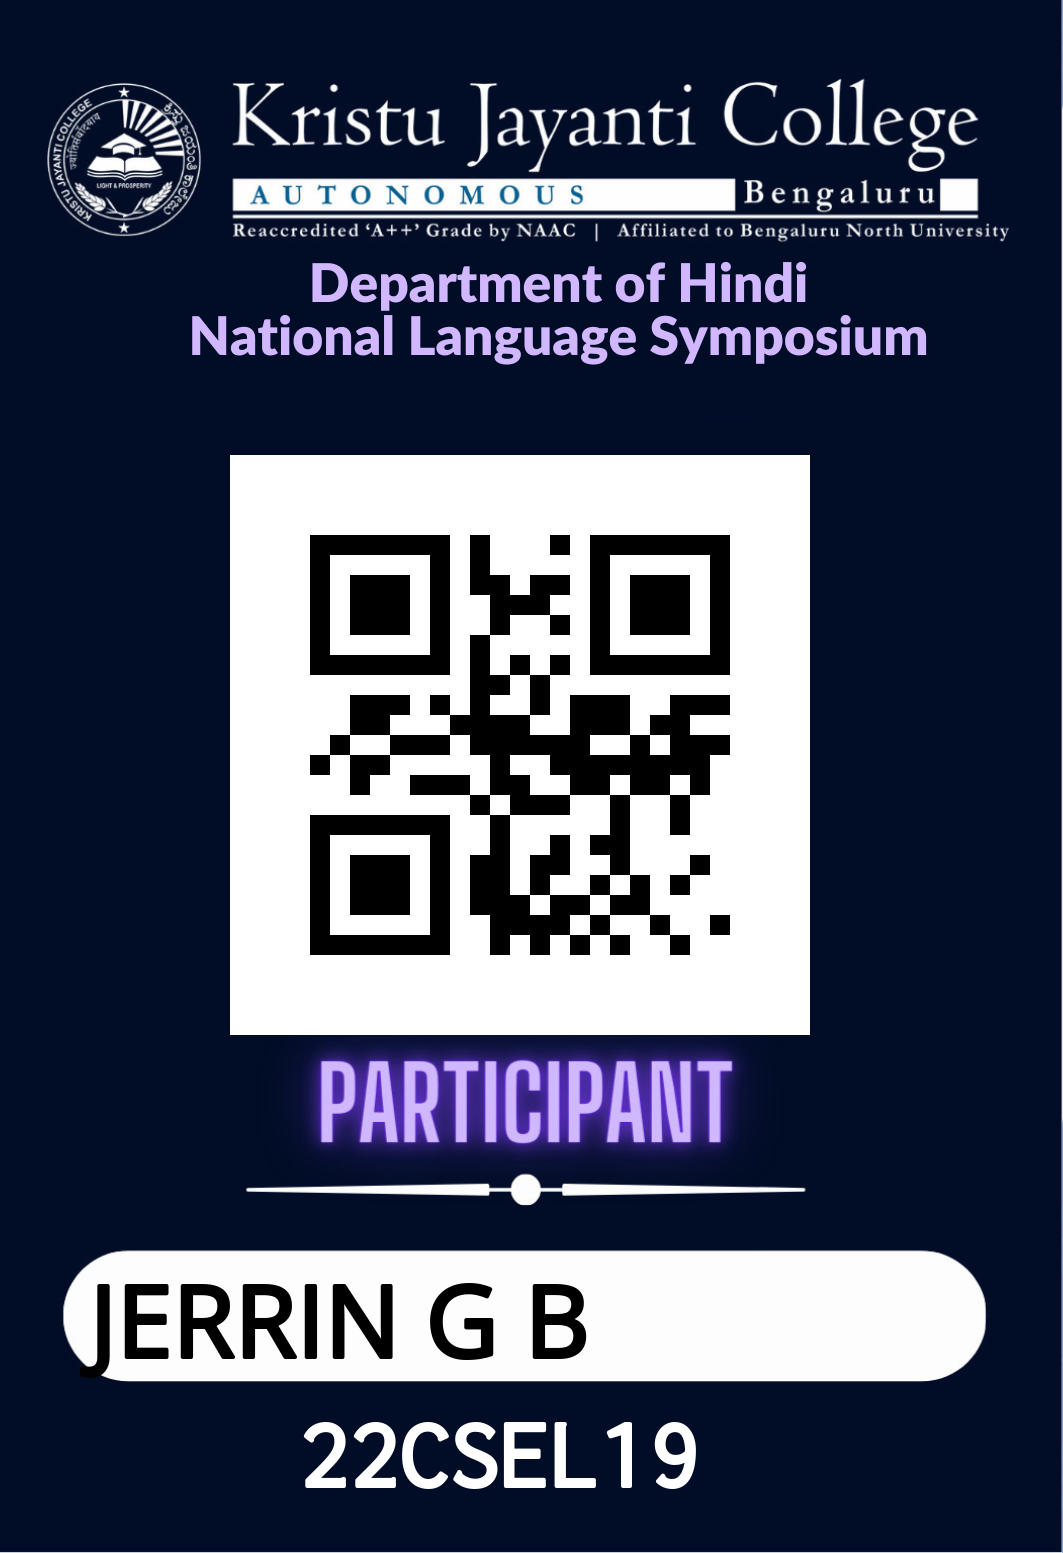 Kristu Jayanti College
AUTONOMOUS Bengaluru
Reaccredited ‘A++’ Grade by NAAC | Affiliated to Bengaluru North University
KRISTU JAYANTI COLLEGE
LIGHT & PROSPERITY
Department of Hindi
National Language Symposium
PARTICIPANT
JERRIN G B
22CSEL19